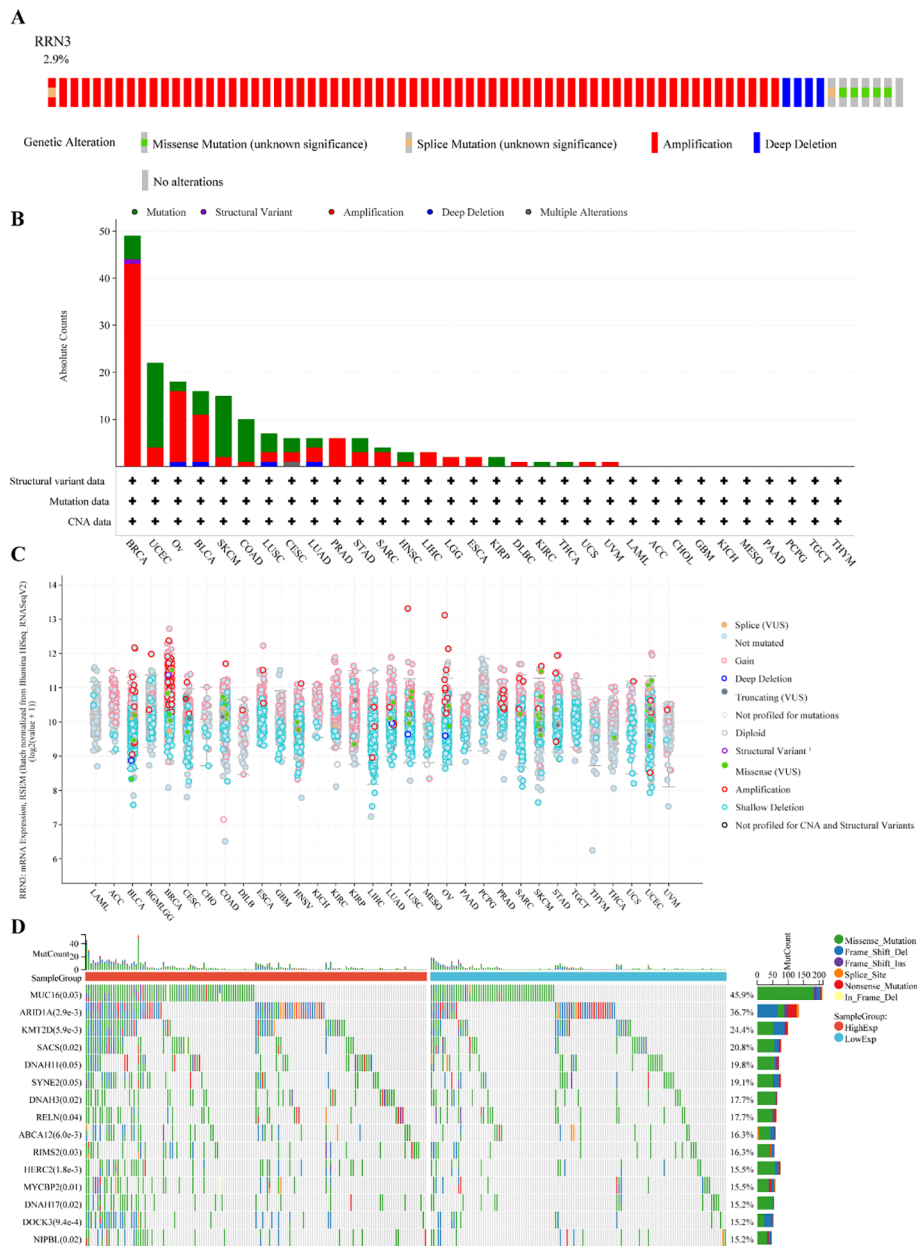 A
RRN3
2.9%
Genetic Alteration
Missense Mutation (unknown significance)
Splice Mutation (unknown significance)
Amplification
Deep Deletion
No alterations
B
Mutation
Structural Variant
Amplification
Deep Deletion
Multiple Alterations
Absolute Counts
50
40
30
20
10
Structural variant data
Mutation data
CNA data
BRCA
UCEC
Ov
BLCA
SKCM
COAD
LUSC
CESC
LUAD
PRAD
STAD
SARC
HNSC
LIHC
LGG
ESCA
KIRP
DLBC
KIRC
THCA
UCS
UVM
LAML
ACC
CHOL
GBM
KICH
MESO
PAAD
PCPG
TGCT
THYM
C
RRN3: mRNA Expression, RSEM (Batch normalized from Illumina HiSeq_RNASeqV2)
(log2(value + 1))
14
13
12
11
10
9
8
7
6
LAML
ACC
BLCA
BGMLGG
BRCA
CESC
CHO
COAD
DILB
ESCA
GBM
HNSV
KICH
KIRC
KIRP
LIHC
LUAD
LUSC
MESO
OV
PAAD
PCPG
PRAD
SARC
SKCM
STAD
TGCT
THYM
THCA
UCS
UCEC
UVM
Splice (VUS)
Not mutated
Gain
Deep Deletion
Truncating (VUS)
Not profiled for mutations
Diploid
Structural Variant
Missense (VUS)
Amplification
Shallow Deletion
Not profiled for CNA and Structural Variants
D
MutCount
40
20
0
SampleGroup
MutCount
0 50 100 150 200
MUC16(0.03) 45.9%
ARID1A(2.9e-3) 36.7%
KMT2D(5.9e-3) 24.4%
SACS(0.02) 20.8%
DNAH11(0.05) 19.8%
SYNE2(0.05) 19.1%
DNAH3(0.02) 17.7%
RELN(0.04) 17.7%
ABCA12(6.0e-3) 16.3%
RIMS2(0.03) 16.3%
HERC2(1.8e-3) 15.5%
MYCBP2(0.01) 15.5%
DNAH17(0.02) 15.2%
DOCK3(9.4e-4) 15.2%
NIPBL(0.02) 15.2%
Missense_Mutation
Frame_Shift_Del
Frame_Shift_Ins
Splice_Site
Nonsense_Mutation
In_Frame_Del
SampleGroup:
HighExp
LowExp